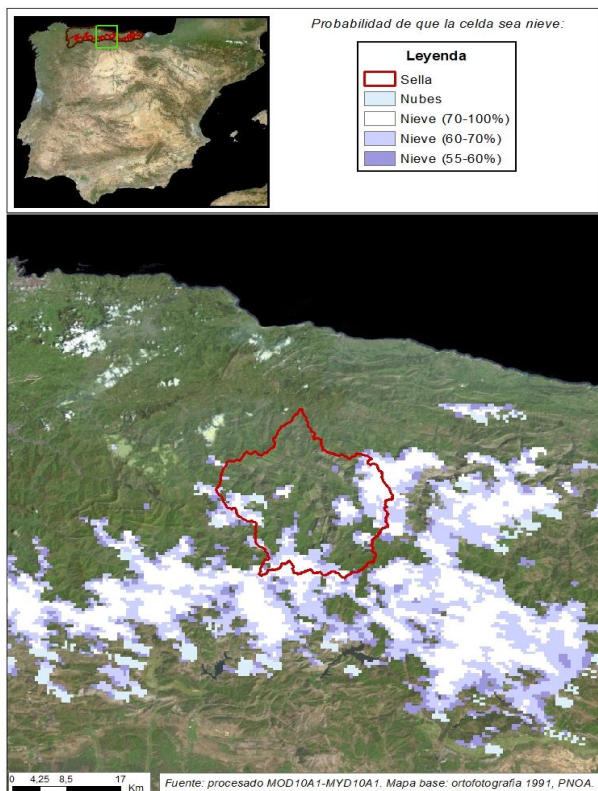 Probabilidad de que la celda sea nieve:
Leyenda
Sella
Nubes
Nieve (70-100%)
Nieve (60-70%)
Nieve (55-60%)
0 4,25 8,5 17
Km
Fuente: procesado MOD10A1-MYD10A1. Mapa base: ortofotografia 1991, PNOA.